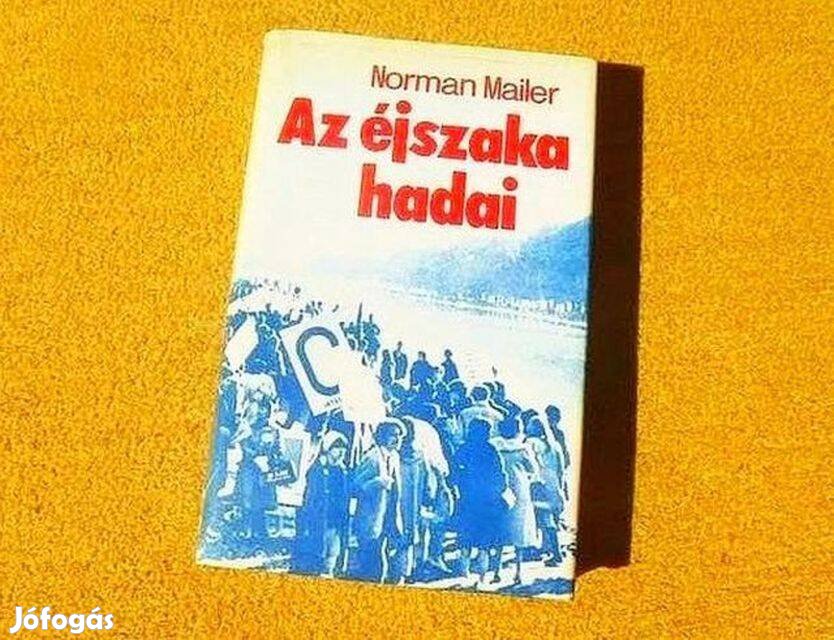 Norman Mailer
Az éjszaka
hadai
C
Jófogás